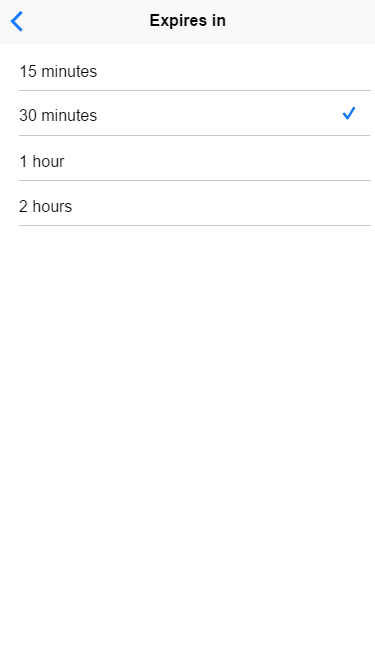 Expires in
15 minutes
30 minutes
1 hour
2 hours